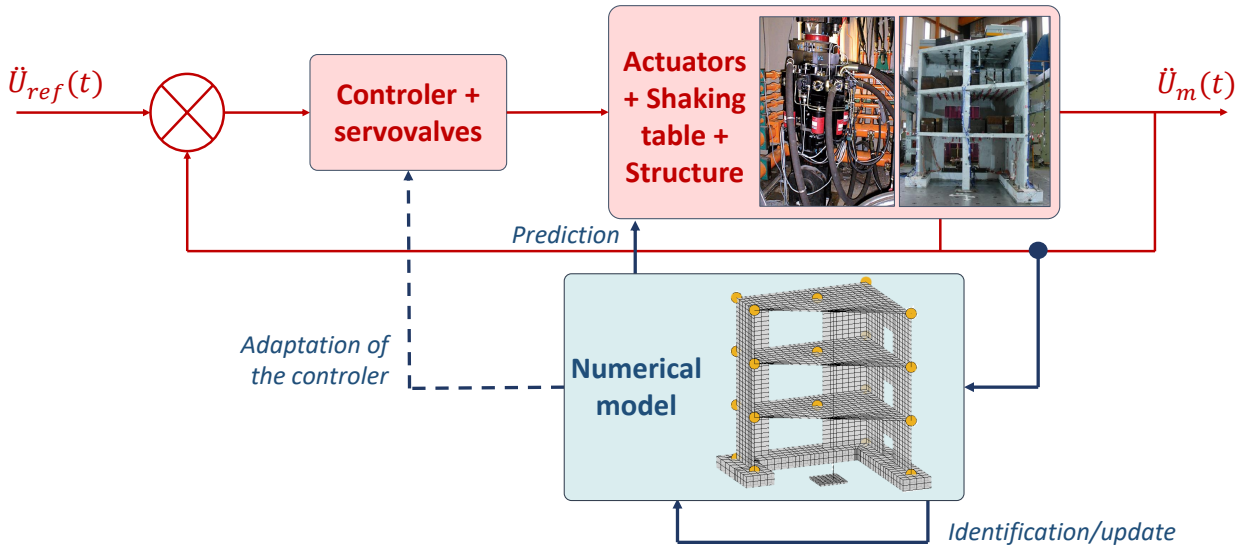 Ü_ref(t)
Controler +
servovalves
Actuators
+ Shaking
table +
Structure
Ü_m(t)
Prediction
Adaptation of
the controler
Numerical
model
Identification/update